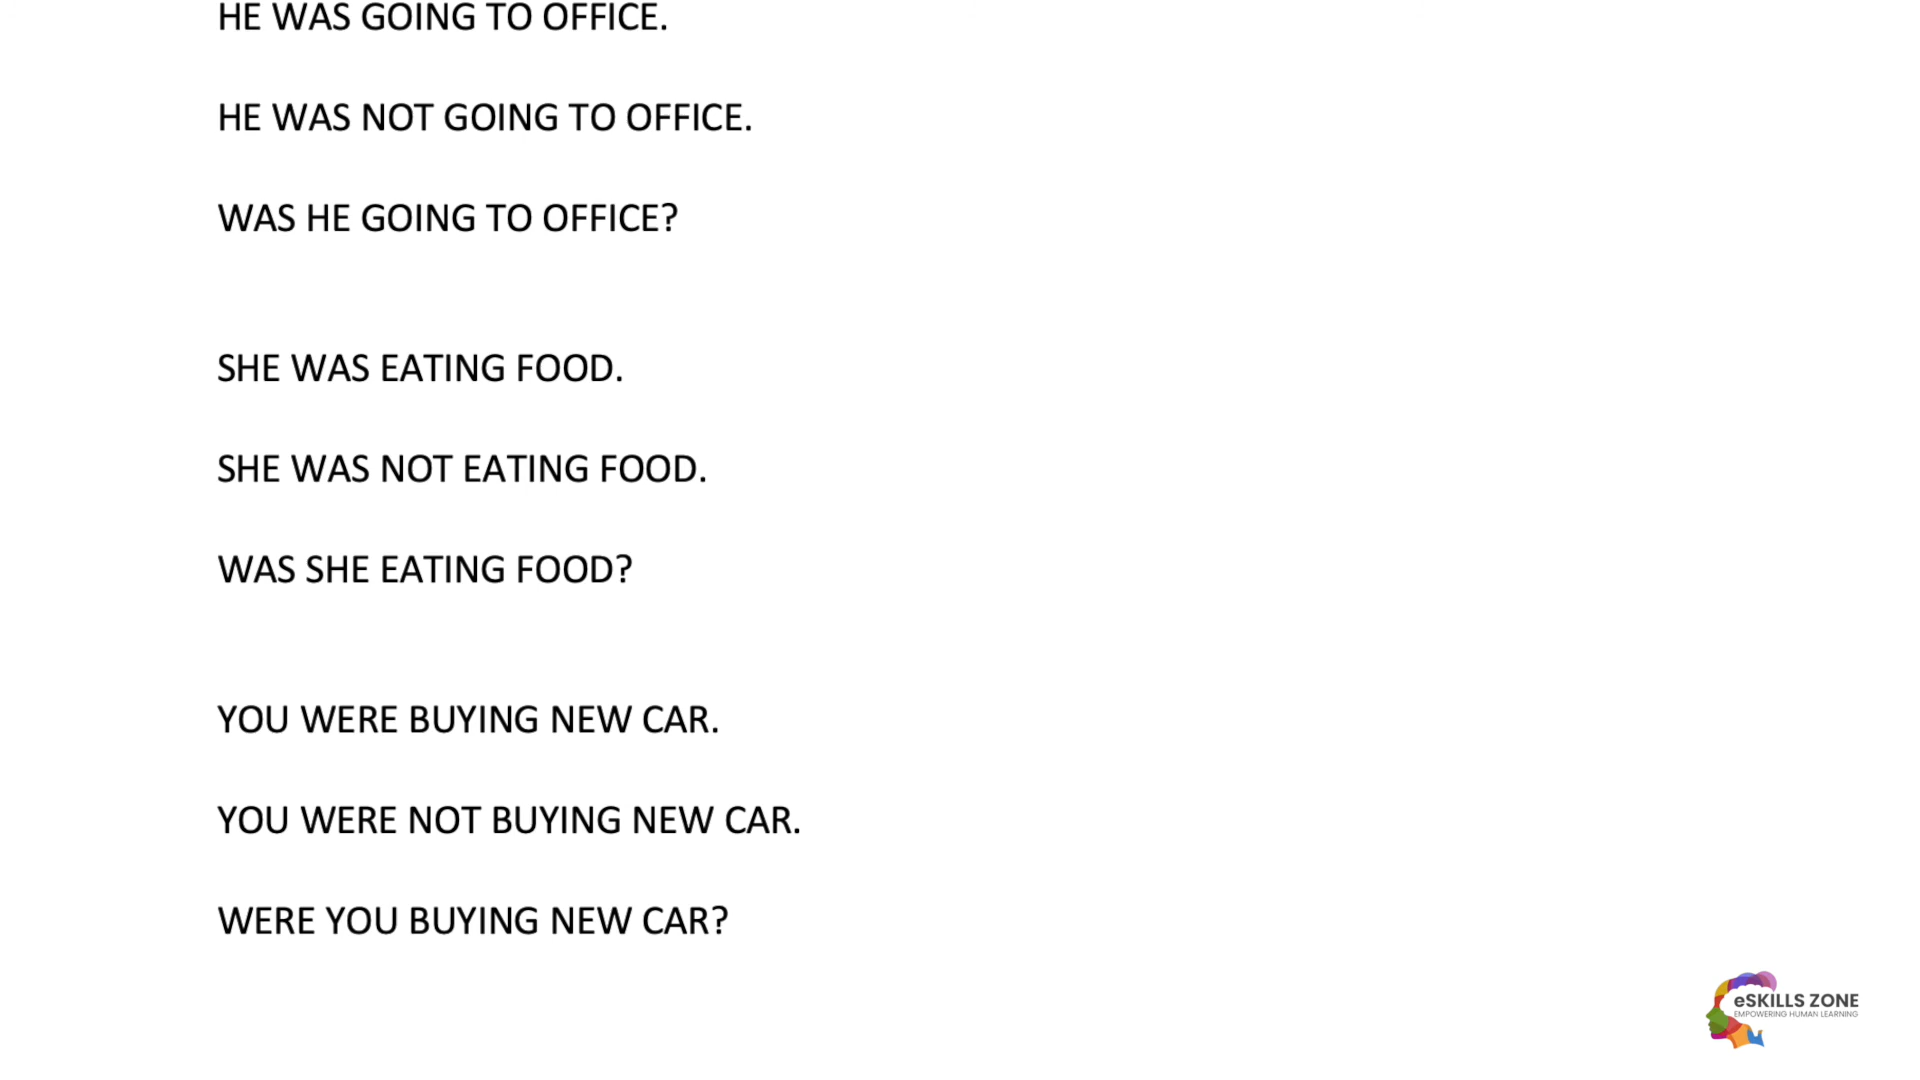 HE WAS GOING TO OFFICE.
HE WAS NOT GOING TO OFFICE.
WAS HE GOING TO OFFICE?
SHE WAS EATING FOOD.
SHE WAS NOT EATING FOOD.
WAS SHE EATING FOOD?
YOU WERE BUYING NEW CAR.
YOU WERE NOT BUYING NEW CAR.
WERE YOU BUYING NEW CAR?
eSKILLS ZONE
EMPOWERING HUMAN LEARNING